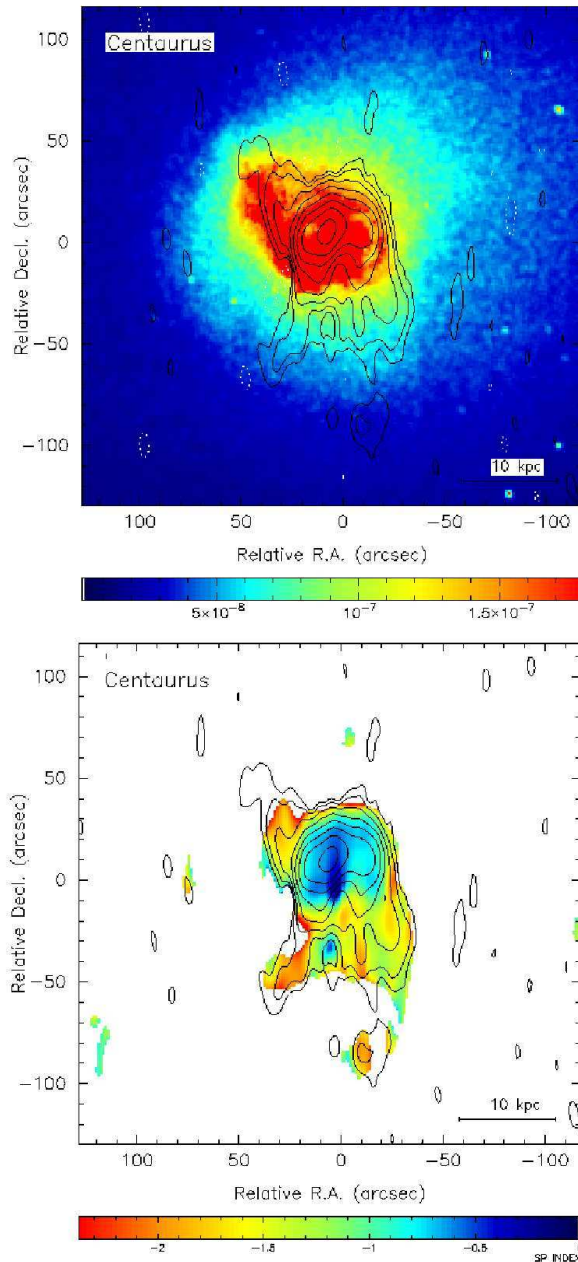 100
Centaurus
50
0
−50
−100
Relative Decl. (arcsec)
10 kpc
100 50 0 −50 −100
Relative R.A. (arcsec)
5×10⁻⁸ 10⁻⁷ 1.5×10⁻⁷
100
Centaurus
50
0
−50
−100
Relative Decl. (arcsec)
10 kpc
100 50 0 −50 −100
Relative R.A. (arcsec)
−2 −1.5 −1 −0.5
SP INDEX